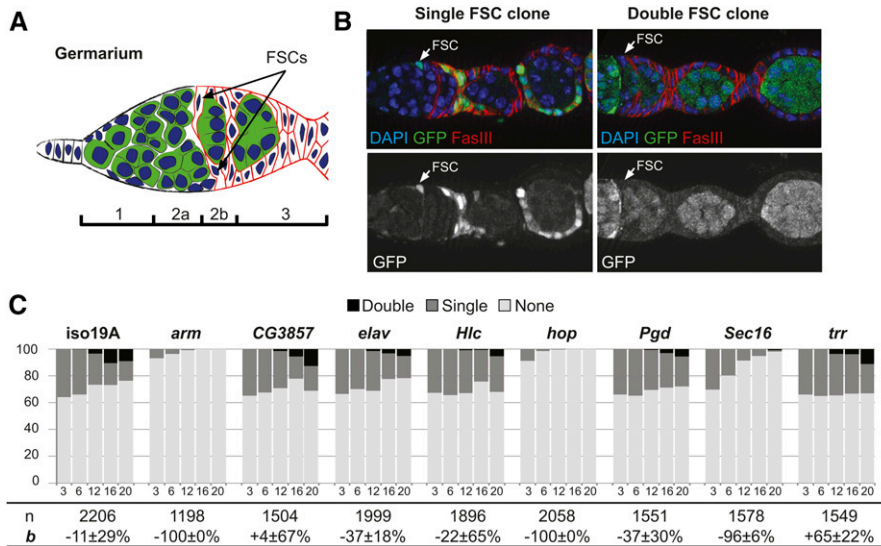 A
Germarium
FSCs
1 2a 2b 3
B
Single FSC clone
Double FSC clone
FSC
FSC
DAPI GFP FasIII
DAPI GFP FasIII
FSC
FSC
GFP
GFP
C
Double Single None
iso19A arm CG3857 elav Hlc hop Pgd Sec16 trr
100
80
60
40
20
0
3 6 12 16 20 3 6 12 16 20 3 6 12 16 20 3 6 12 16 20 3 6 12 16 20 3 6 12 16 20 3 6 12 16 20 3 6 12 16 20 3 6 12 16 20
n 2206 1198 1504 1999 1896 2058 1551 1578 1549
b -11±29% -100±0% +4±67% -37±18% -22±65% -100±0% -37±30% -96±6% +65±22%